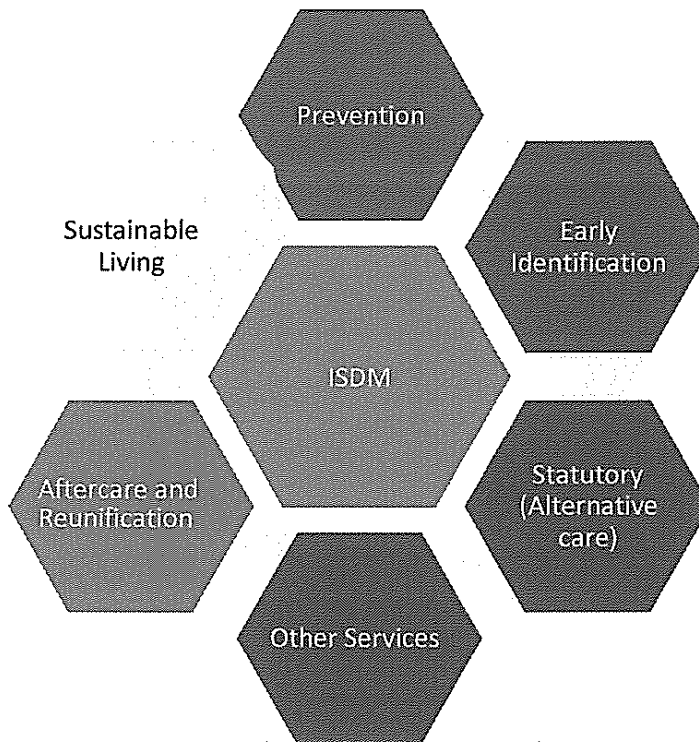 Prevention
Early
Identification
Sustainable
Living
ISDM
Statutory
(Alternative
care)
Aftercare and
Reunification
Other Services